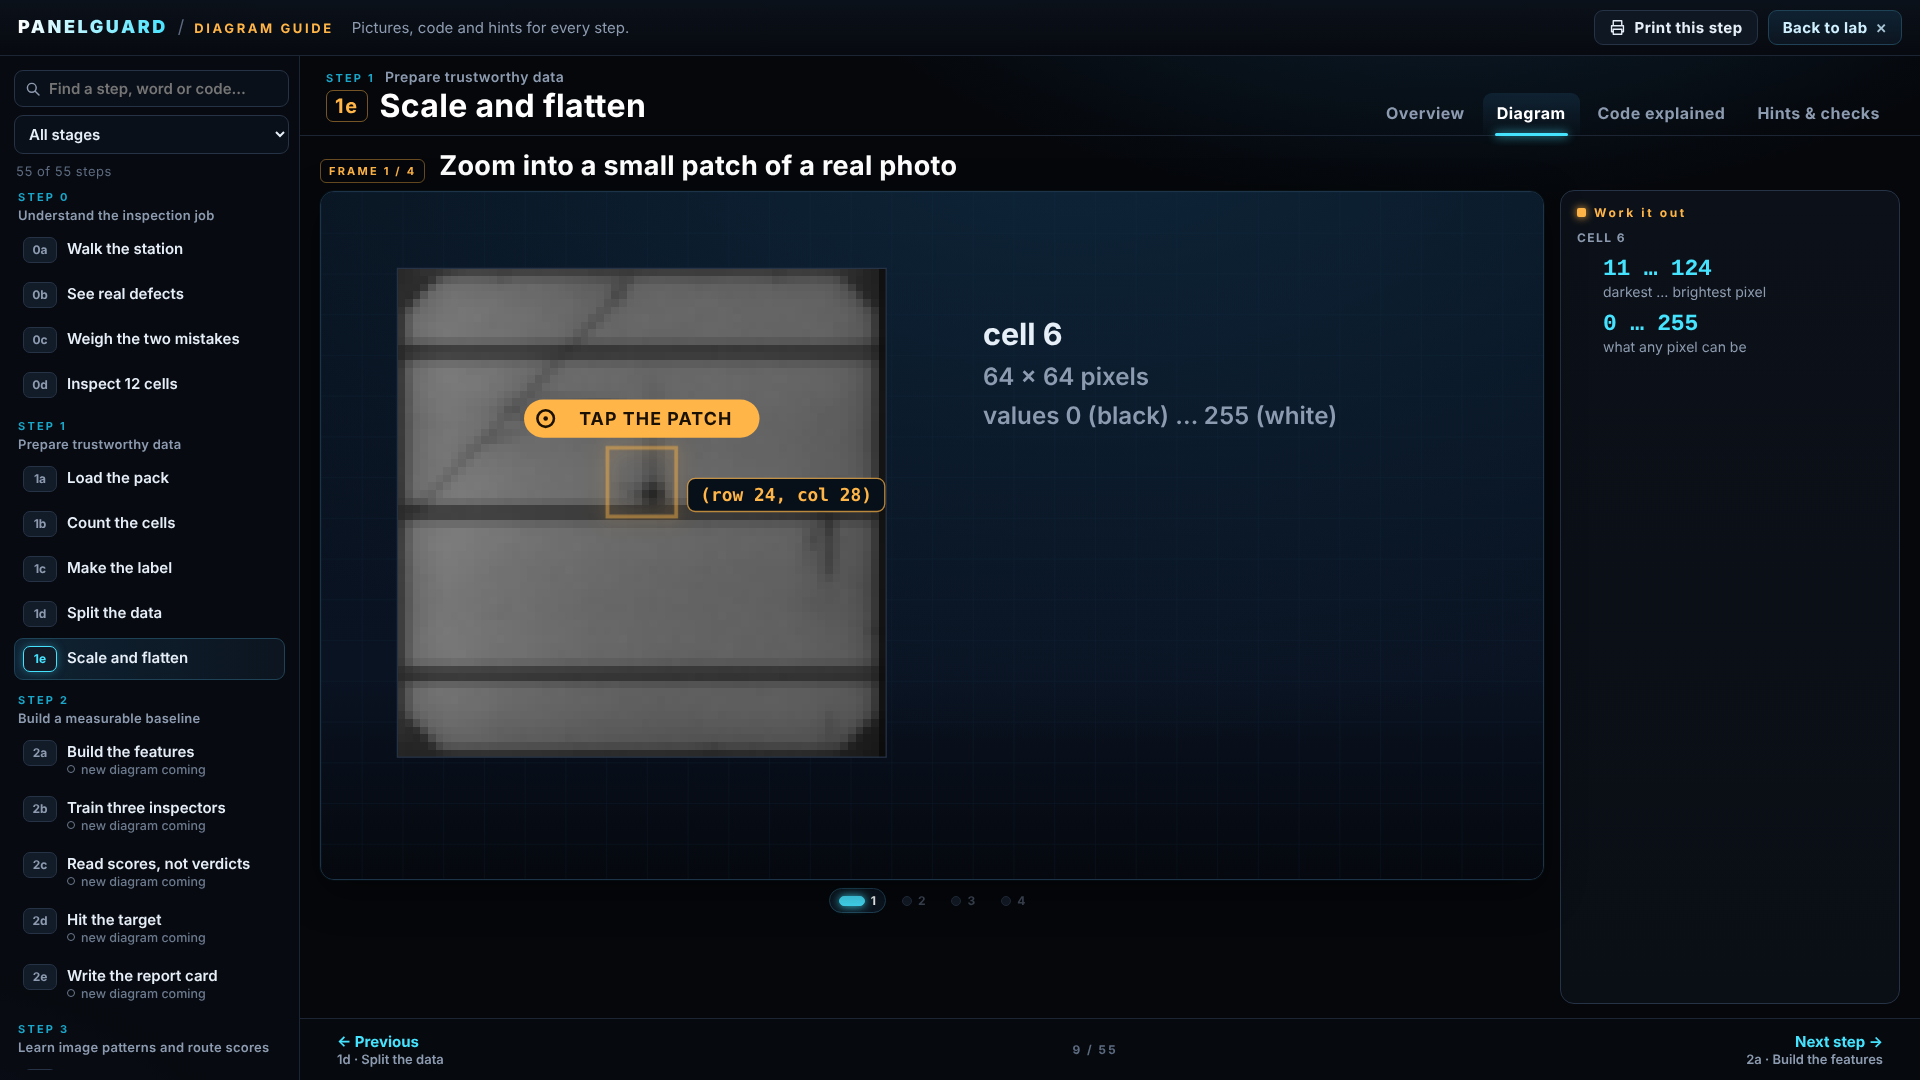 PANELGUARD / DIAGRAM GUIDE Pictures, code and hints for every step.
Print this step
Back to lab ×
Find a step, word or code...
All stages
55 of 55 steps
STEP 0
Understand the inspection job
0a Walk the station
0b See real defects
0c Weigh the two mistakes
0d Inspect 12 cells
STEP 1
Prepare trustworthy data
1a Load the pack
1b Count the cells
1c Make the label
1d Split the data
1e Scale and flatten
STEP 2
Build a measurable baseline
2a Build the features
new diagram coming
2b Train three inspectors
new diagram coming
2c Read scores, not verdicts
new diagram coming
2d Hit the target
new diagram coming
2e Write the report card
new diagram coming
STEP 3
Learn image patterns and route scores
STEP 1 Prepare trustworthy data
1e Scale and flatten
Overview
Diagram
Code explained
Hints & checks
FRAME 1 / 4 Zoom into a small patch of a real photo
TAP THE PATCH
(row 24, col 28)
cell 6
64 × 64 pixels
values 0 (black) … 255 (white)
1 2 3 4
Work it out
CELL 6
11 … 124
darkest … brightest pixel
0 … 255
what any pixel can be
← Previous
1d · Split the data
9 / 55
Next step →
2a · Build the features